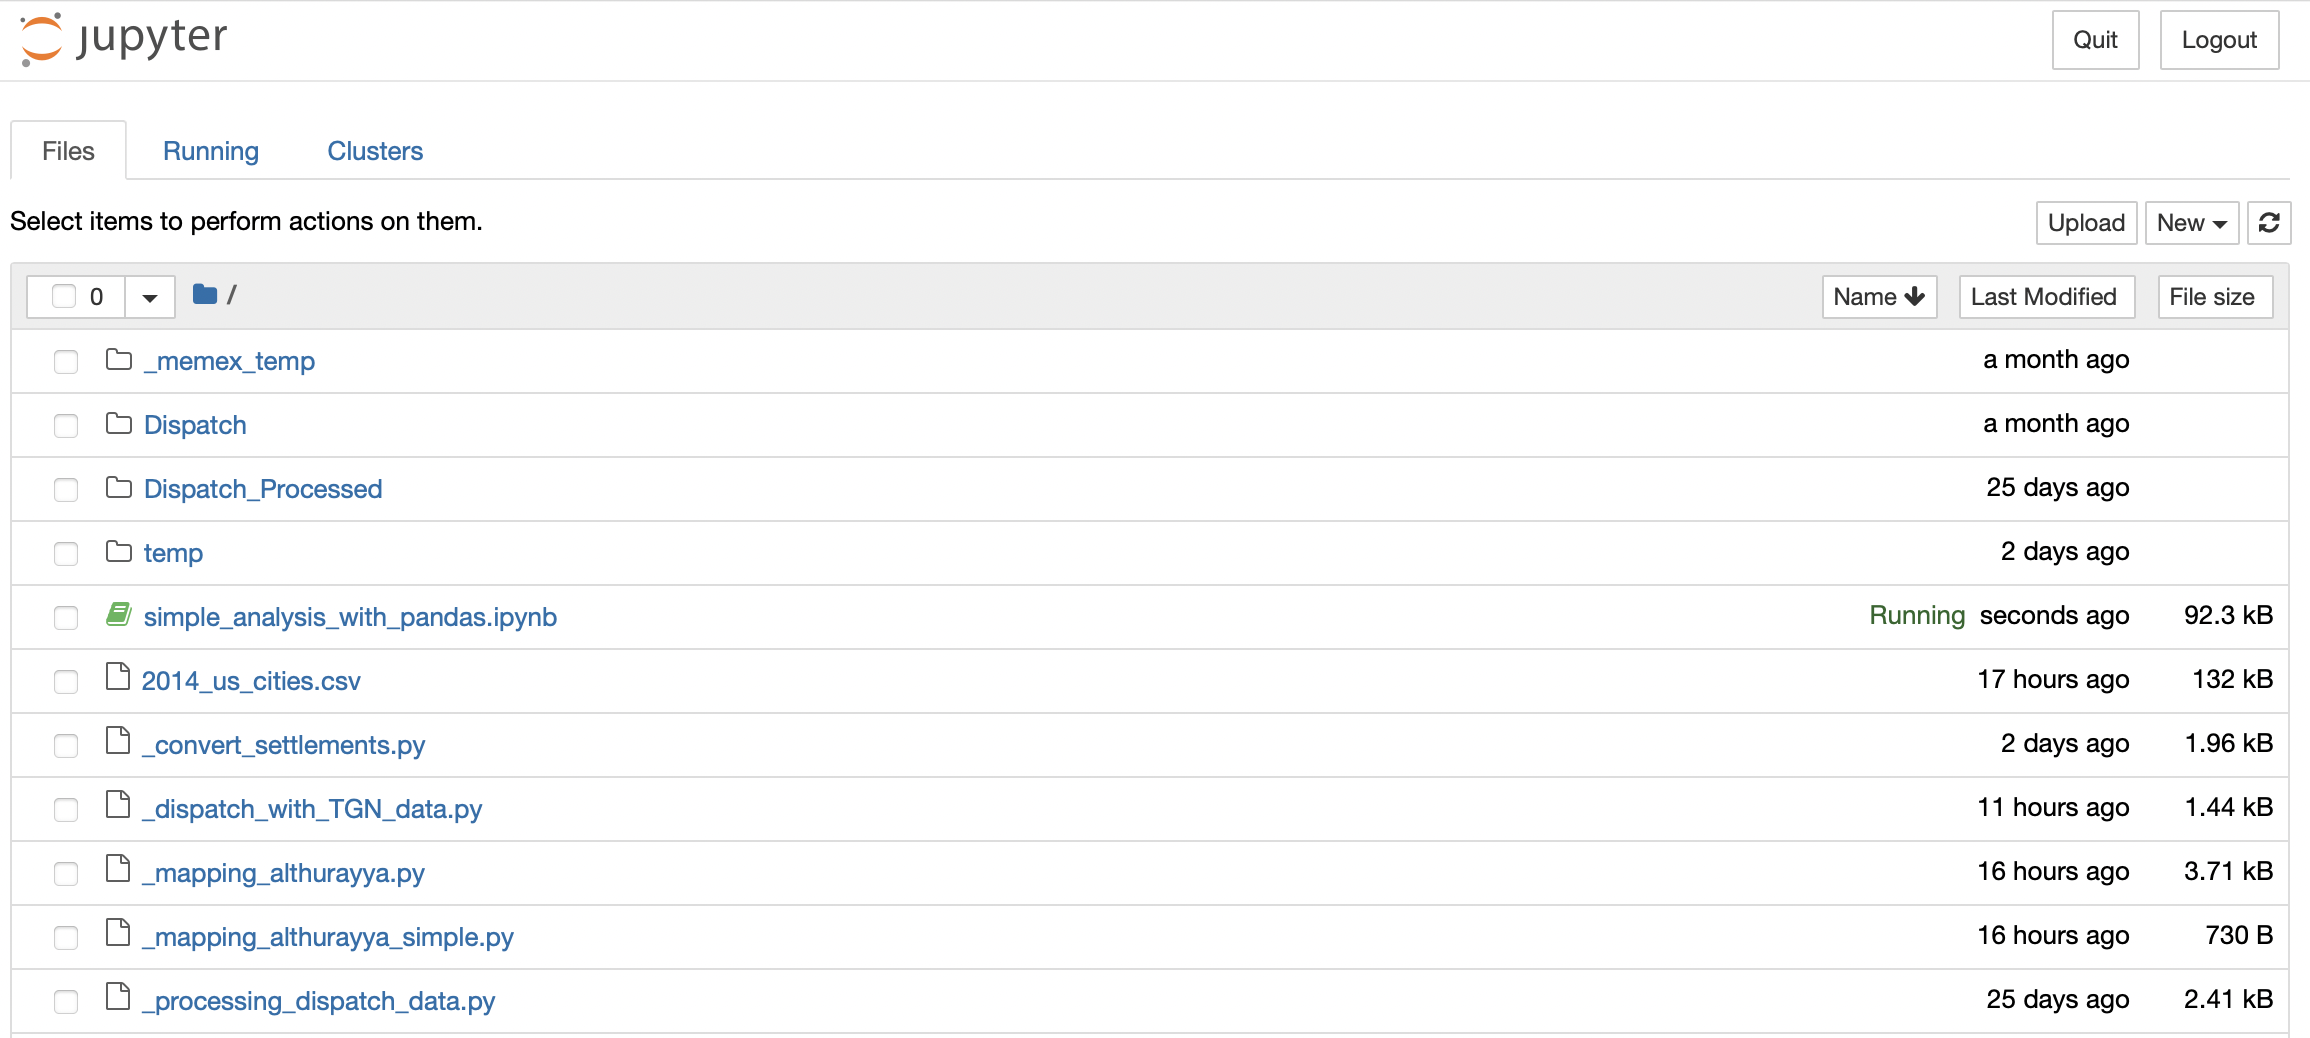 jupyter Quit Logout
Files Running Clusters
Select items to perform actions on them. Upload New
0 / Name Last Modified File size
_memex_temp a month ago
Dispatch a month ago
Dispatch_Processed 25 days ago
temp 2 days ago
simple_analysis_with_pandas.ipynb Running seconds ago 92.3 kB
2014_us_cities.csv 17 hours ago 132 kB
_convert_settlements.py 2 days ago 1.96 kB
_dispatch_with_TGN_data.py 11 hours ago 1.44 kB
_mapping_althurayya.py 16 hours ago 3.71 kB
_mapping_althurayya_simple.py 16 hours ago 730 B
_processing_dispatch_data.py 25 days ago 2.41 kB